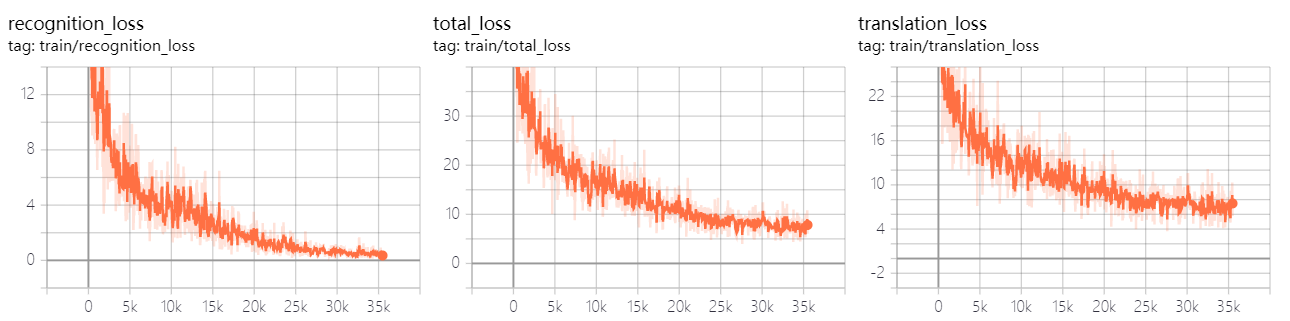 recognition_loss
tag: train/recognition_loss
12
8
4
0
0 5k 10k 15k 20k 25k 30k 35k
total_loss
tag: train/total_loss
30
20
10
0
0 5k 10k 15k 20k 25k 30k 35k
translation_loss
tag: train/translation_loss
22
16
10
4
-2
0 5k 10k 15k 20k 25k 30k 35k